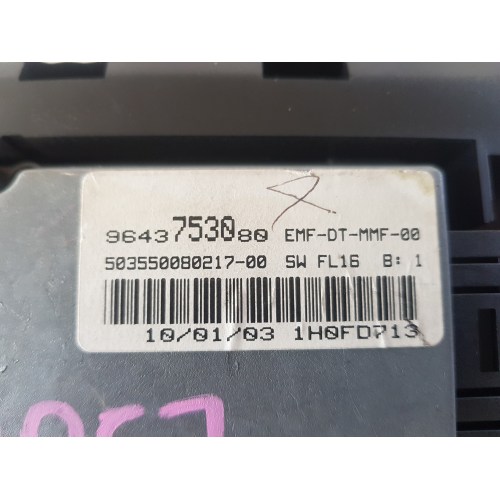 9643753080 EMF-DT-MMF-00
503550080217-00 SW FL16 B: 1
10/01/03 1H0FD713